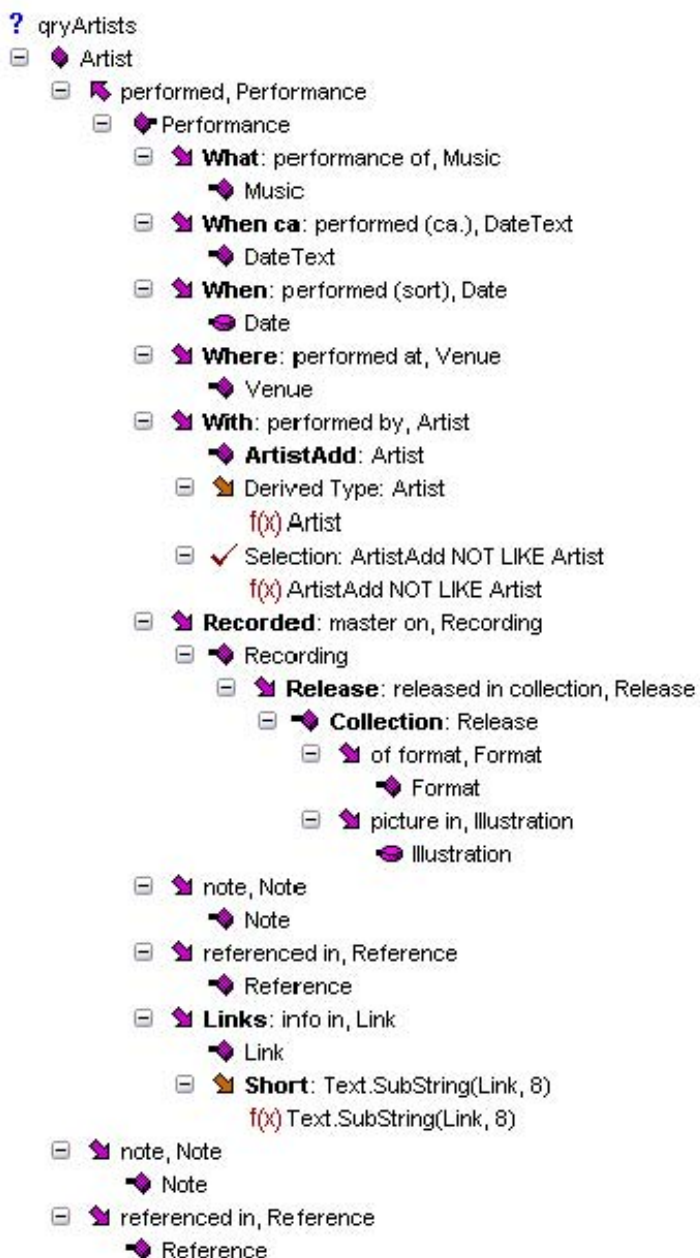 ? qryArtists
Artist
performed, Performance
Performance
What: performance of, Music
Music
When ca: performed (ca.), DateText
DateText
When: performed (sort), Date
Date
Where: performed at, Venue
Venue
With: performed by, Artist
ArtistAdd: Artist
Derived Type: Artist
f(x) Artist
Selection: ArtistAdd NOT LIKE Artist
f(x) ArtistAdd NOT LIKE Artist
Recorded: master on, Recording
Recording
Release: released in collection, Release
Collection: Release
of format, Format
Format
picture in, Illustration
Illustration
note, Note
Note
referenced in, Reference
Reference
Links: info in, Link
Link
Short: Text.SubString(Link, 8)
f(x) Text.SubString(Link, 8)
note, Note
Note
referenced in, Reference
Reference